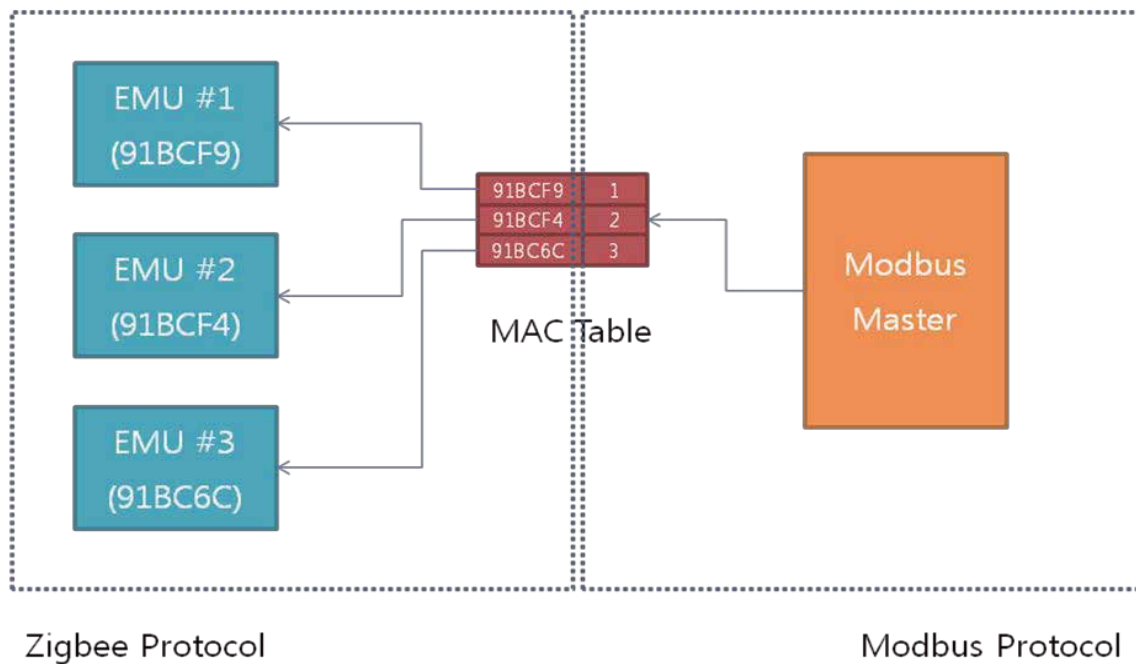 EMU #1
(91BCF9)
EMU #2
(91BCF4)
EMU #3
(91BC6C)
91BCF9 1
91BCF4 2
91BC6C 3
MAC Table
Modbus
Master
Zigbee Protocol
Modbus Protocol